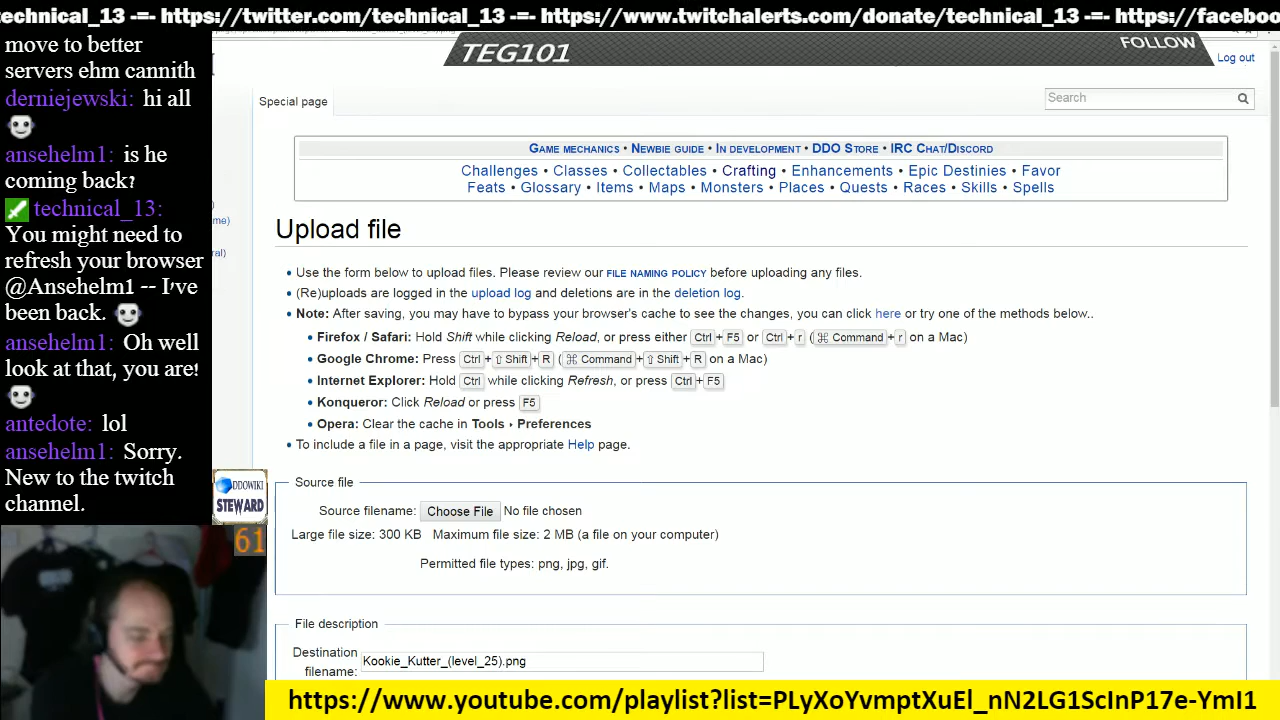 technical_13 -=- https://twitter.com/technical_13 -=- https://www.twitchalerts.com/donate/technical_13 -=- https://faceboo
move to better
servers ehm cannith
derniejewski: hi all
ansehelm1: is he
coming back?
technical_13:
You might need to
refresh your browser
@Ansehelm1 -- I've
been back.
ansehelm1: Oh well
look at that, you are!
antedote: lol
ansehelm1: Sorry.
New to the twitch
channel.
DDOWIKI
STEWARD
61
TEG101
FOLLOW
Log out
Special page
Search
Game mechanics • Newbie guide • In development • DDO Store • IRC Chat/Discord
Challenges • Classes • Collectables • Crafting • Enhancements • Epic Destinies • Favor
Feats • Glossary • Items • Maps • Monsters • Places • Quests • Races • Skills • Spells
Upload file
• Use the form below to upload files. Please review our FILE NAMING POLICY before uploading any files.
• (Re)uploads are logged in the upload log and deletions are in the deletion log.
• Note: After saving, you may have to bypass your browser's cache to see the changes, you can click here or try one of the methods below..
• Firefox / Safari: Hold Shift while clicking Reload, or press either Ctrl+F5 or Ctrl+r (⌘ Command+r on a Mac)
• Google Chrome: Press Ctrl+⇧ Shift+R (⌘ Command+⇧ Shift+R on a Mac)
• Internet Explorer: Hold Ctrl while clicking Refresh, or press Ctrl+F5
• Konqueror: Click Reload or press F5
• Opera: Clear the cache in Tools ▸ Preferences
• To include a file in a page, visit the appropriate Help page.
Source file
Source filename: Choose File No file chosen
Large file size: 300 KB Maximum file size: 2 MB (a file on your computer)
Permitted file types: png, jpg, gif.
File description
Destination
filename: Kookie_Kutter_(level_25).png
https://www.youtube.com/playlist?list=PLyXoYvmptXuEl_nN2LG1ScInP17e-YmI1